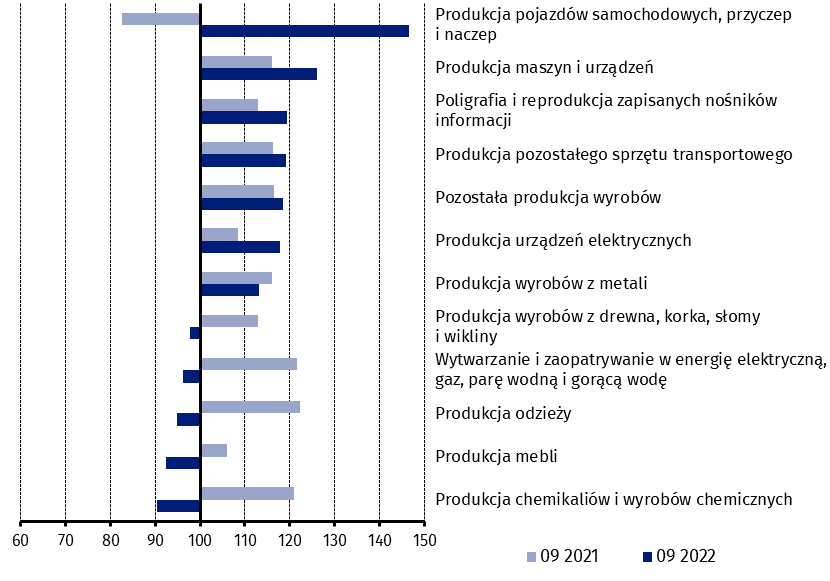 Produkcja pojazdów samochodowych, przyczep
i naczep
Produkcja maszyn i urządzeń
Poligrafia i reprodukcja zapisanych nośników
informacji
Produkcja pozostałego sprzętu transportowego
Pozostała produkcja wyrobów
Produkcja urządzeń elektrycznych
Produkcja wyrobów z metali
Produkcja wyrobów z drewna, korka, słomy
i wikliny
Wytwarzanie i zaopatrywanie w energię elektryczną,
gaz, parę wodną i gorącą wodę
Produkcja odzieży
Produkcja mebli
Produkcja chemikaliów i wyrobów chemicznych
60 70 80 90 100 110 120 130 140 150
09 2021 09 2022